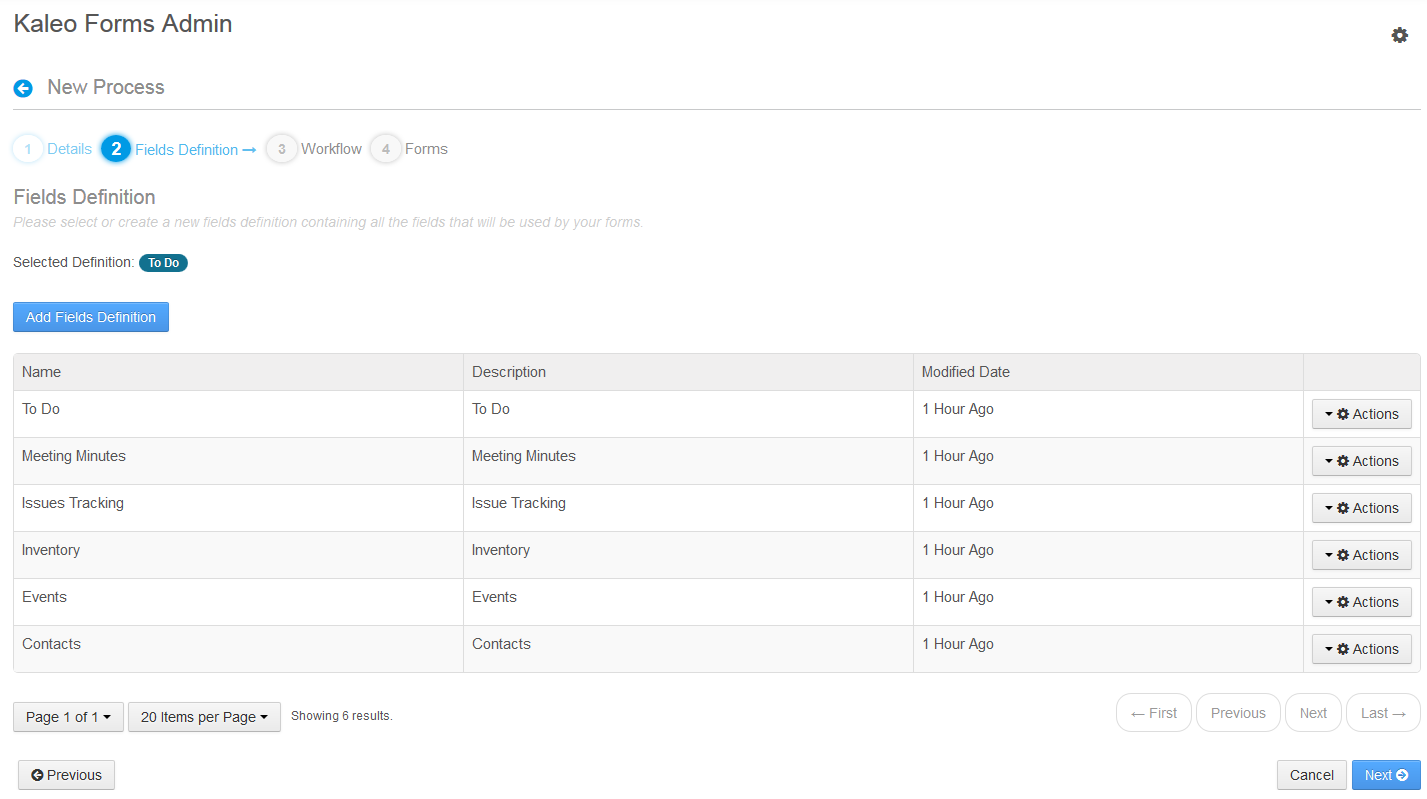 Kaleo Forms Admin
New Process
1 Details 2 Fields Definition → 3 Workflow 4 Forms
Fields Definition
Please select or create a new fields definition containing all the fields that will be used by your forms.
Selected Definition: To Do
Add Fields Definition
Name Description Modified Date
To Do To Do 1 Hour Ago Actions
Meeting Minutes Meeting Minutes 1 Hour Ago Actions
Issues Tracking Issue Tracking 1 Hour Ago Actions
Inventory Inventory 1 Hour Ago Actions
Events Events 1 Hour Ago Actions
Contacts Contacts 1 Hour Ago Actions
Page 1 of 1 20 Items per Page Showing 6 results. ← First Previous Next Last →
Previous Cancel Next